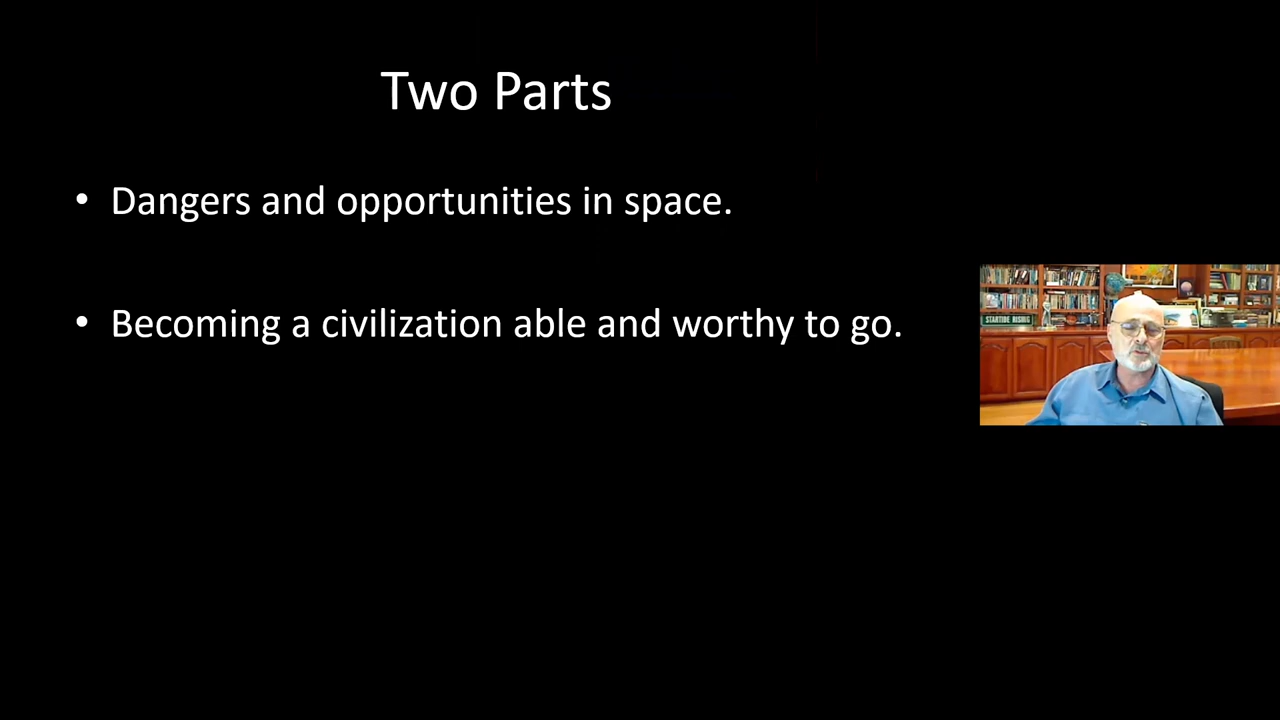 Two Parts
• Dangers and opportunities in space.
• Becoming a civilization able and worthy to go.
STARTIDE RISING